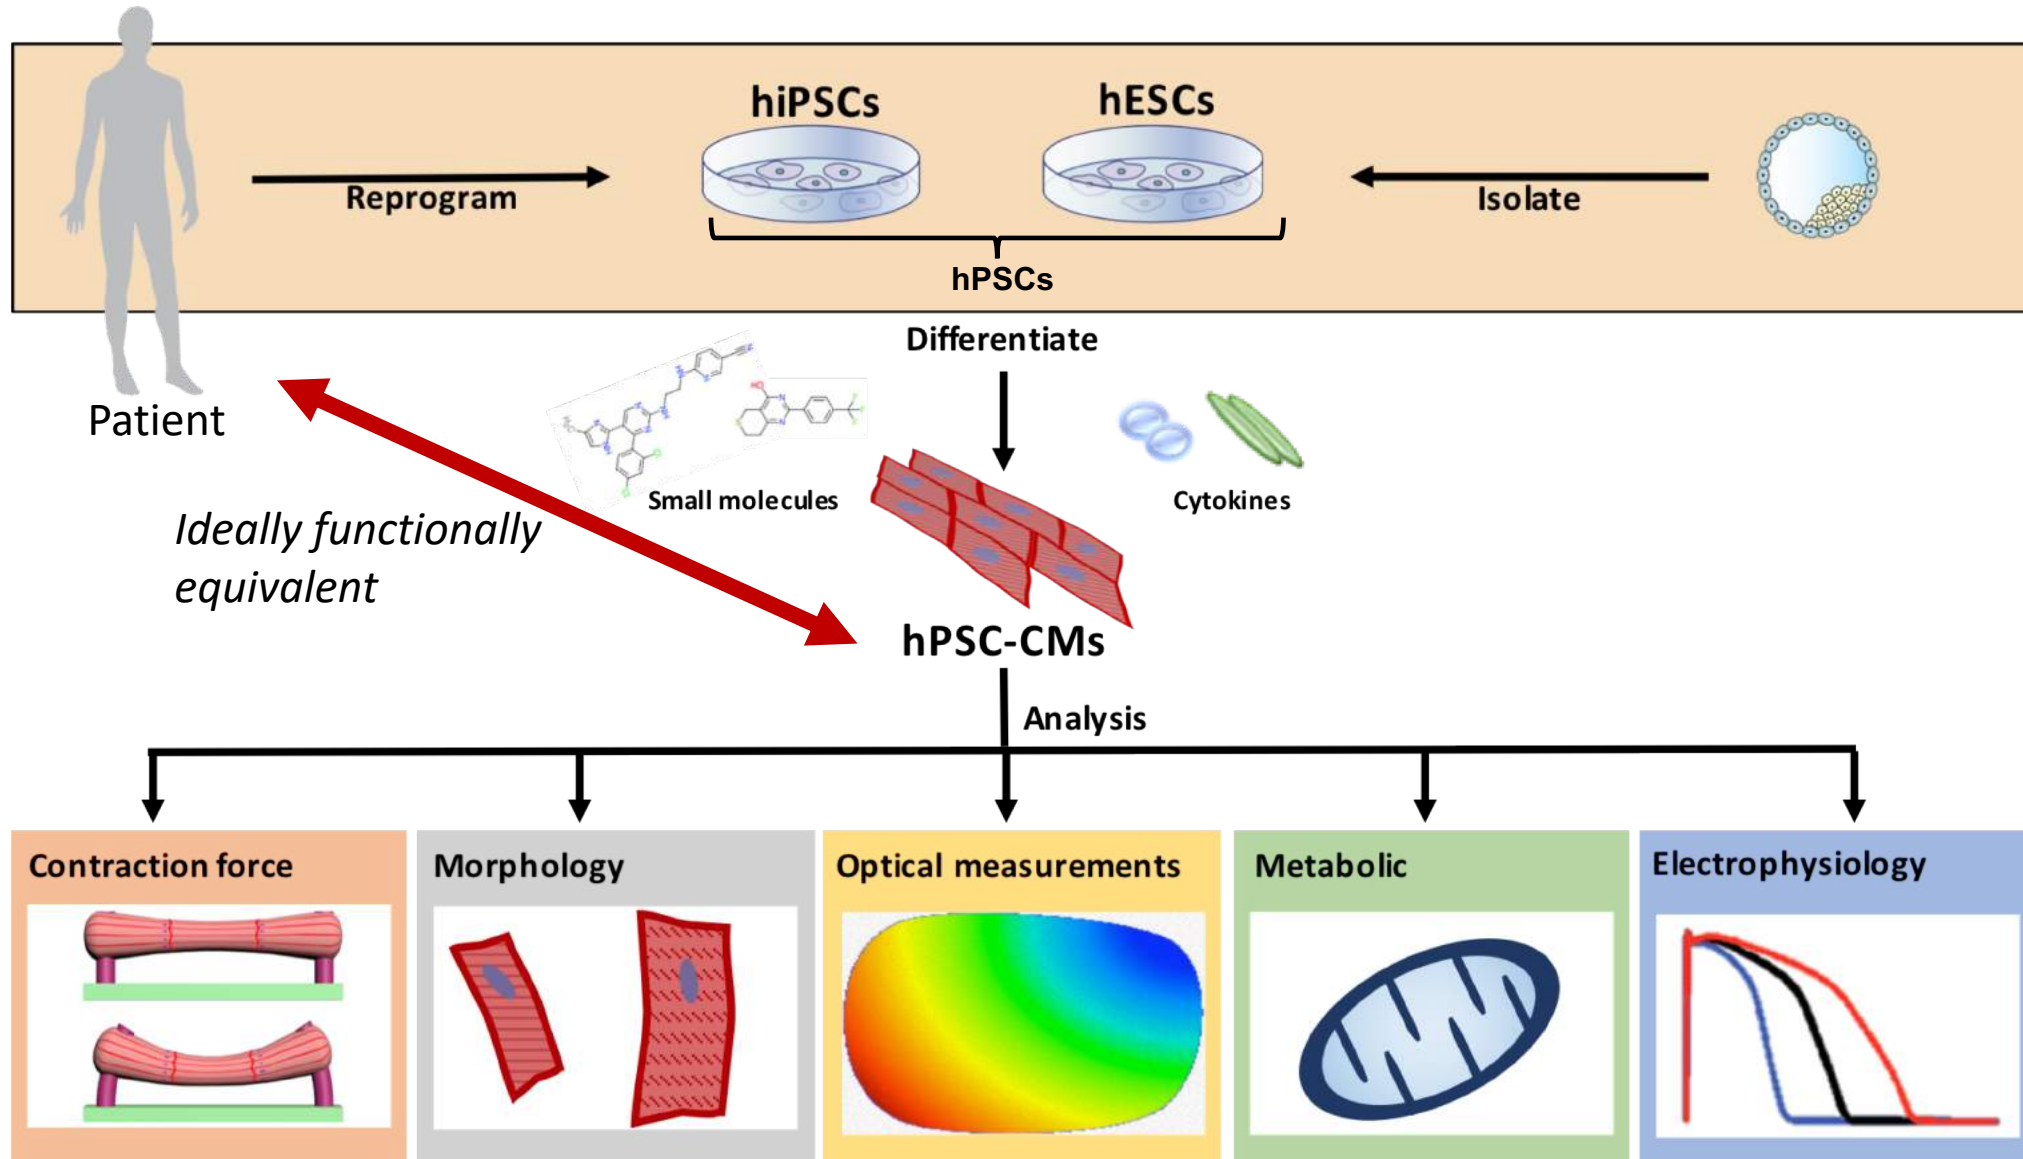 hiPSCs
hESCs
Reprogram
Isolate
hPSCs
Differentiate
Patient
Small molecules
Cytokines
Ideally functionally
equivalent
hPSC-CMs
Analysis
Contraction force
Morphology
Optical measurements
Metabolic
Electrophysiology